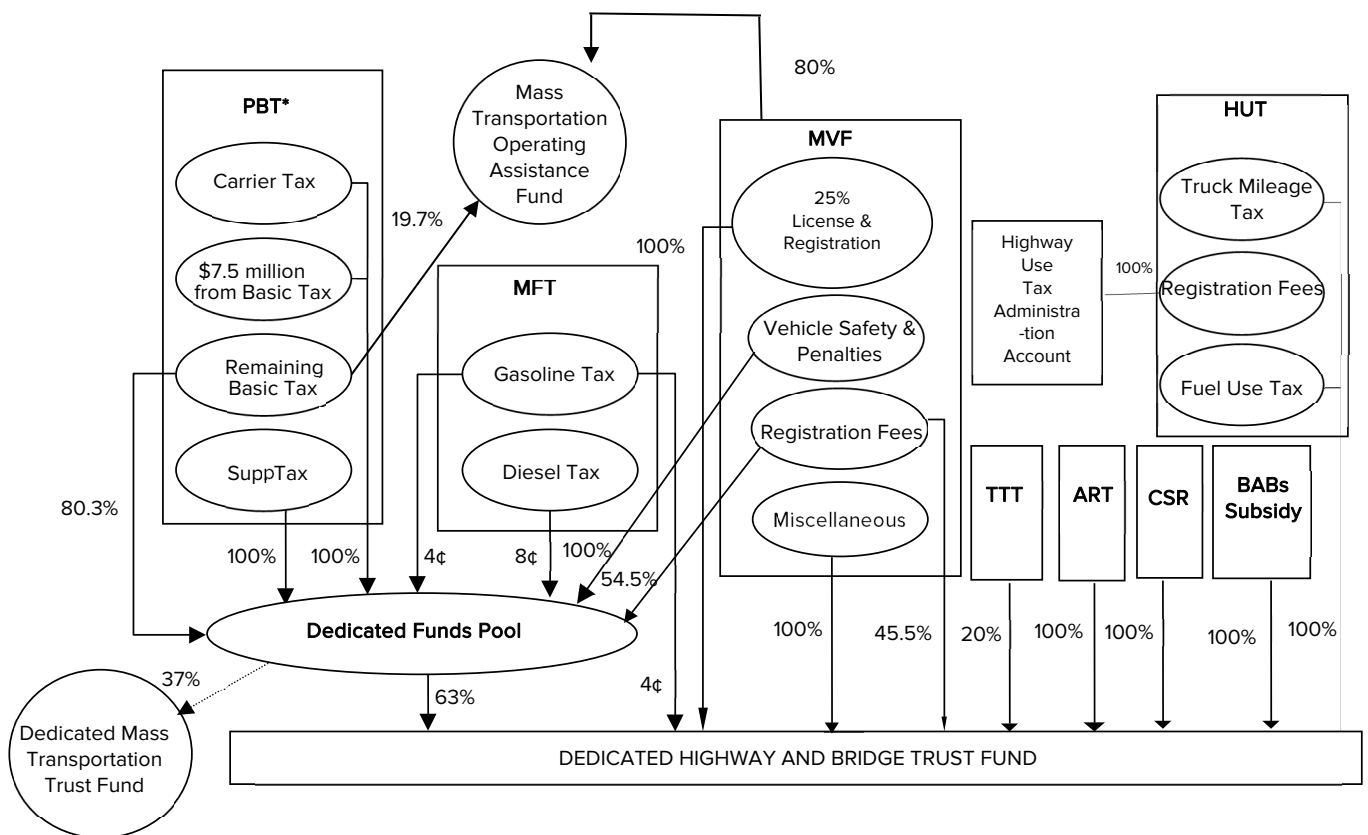 80%
PBT*
Carrier Tax
$7.5 million
from Basic Tax
Remaining
Basic Tax
SuppTax
19.7%
80.3%
100%
100%
Mass
Transportation
Operating
Assistance
Fund
MFT
Gasoline Tax
Diesel Tax
4¢
8¢
100%
54.5%
100%
MVF
25%
License &
Registration
Vehicle Safety &
Penalties
Registration Fees
Miscellaneous
Highway
Use
Tax
Administra
-tion
Account
100%
HUT
Truck Mileage
Tax
Registration Fees
Fuel Use Tax
TTT
ART
CSR
BABs
Subsidy
Dedicated Funds Pool
37%
63%
4¢
100%
45.5%
20%
100%
100%
100%
100%
Dedicated Mass
Transportation
Trust Fund
DEDICATED HIGHWAY AND BRIDGE TRUST FUND